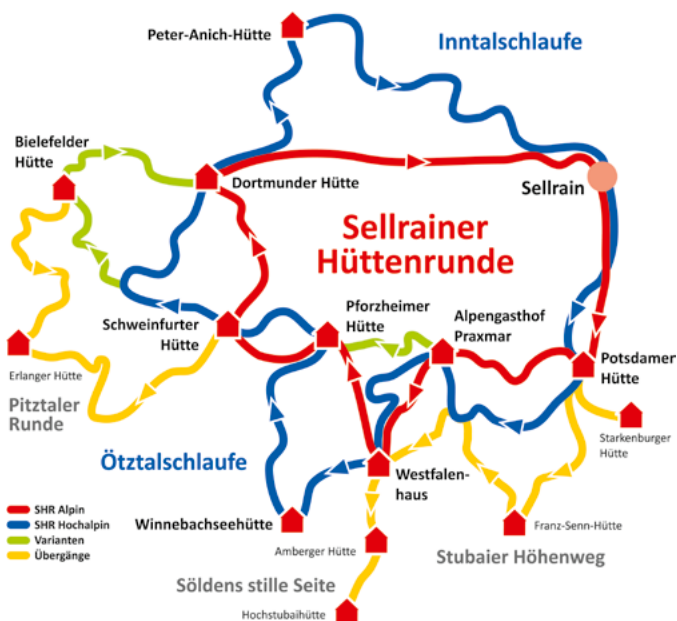 Peter-Anich-Hütte
Inntalschlaufe
Bielefelder
Hütte
Dortmunder Hütte
Sellrain
Sellrainer
Hüttenrunde
Schweinfurter
Hütte
Pforzheimer
Hütte
Alpengasthof
Praxmar
Potsdamer
Hütte
Erlanger Hütte
Pitztaler
Runde
Starkenburger
Hütte
Ötztalschlaufe
Westfalen-
haus
SHR Alpin
SHR Hochalpin
Varianten
Übergänge
Winnebachseehütte
Franz-Senn-Hütte
Amberger Hütte
Stubaier Höhenweg
Söldens stille Seite
Hochstubaihütte